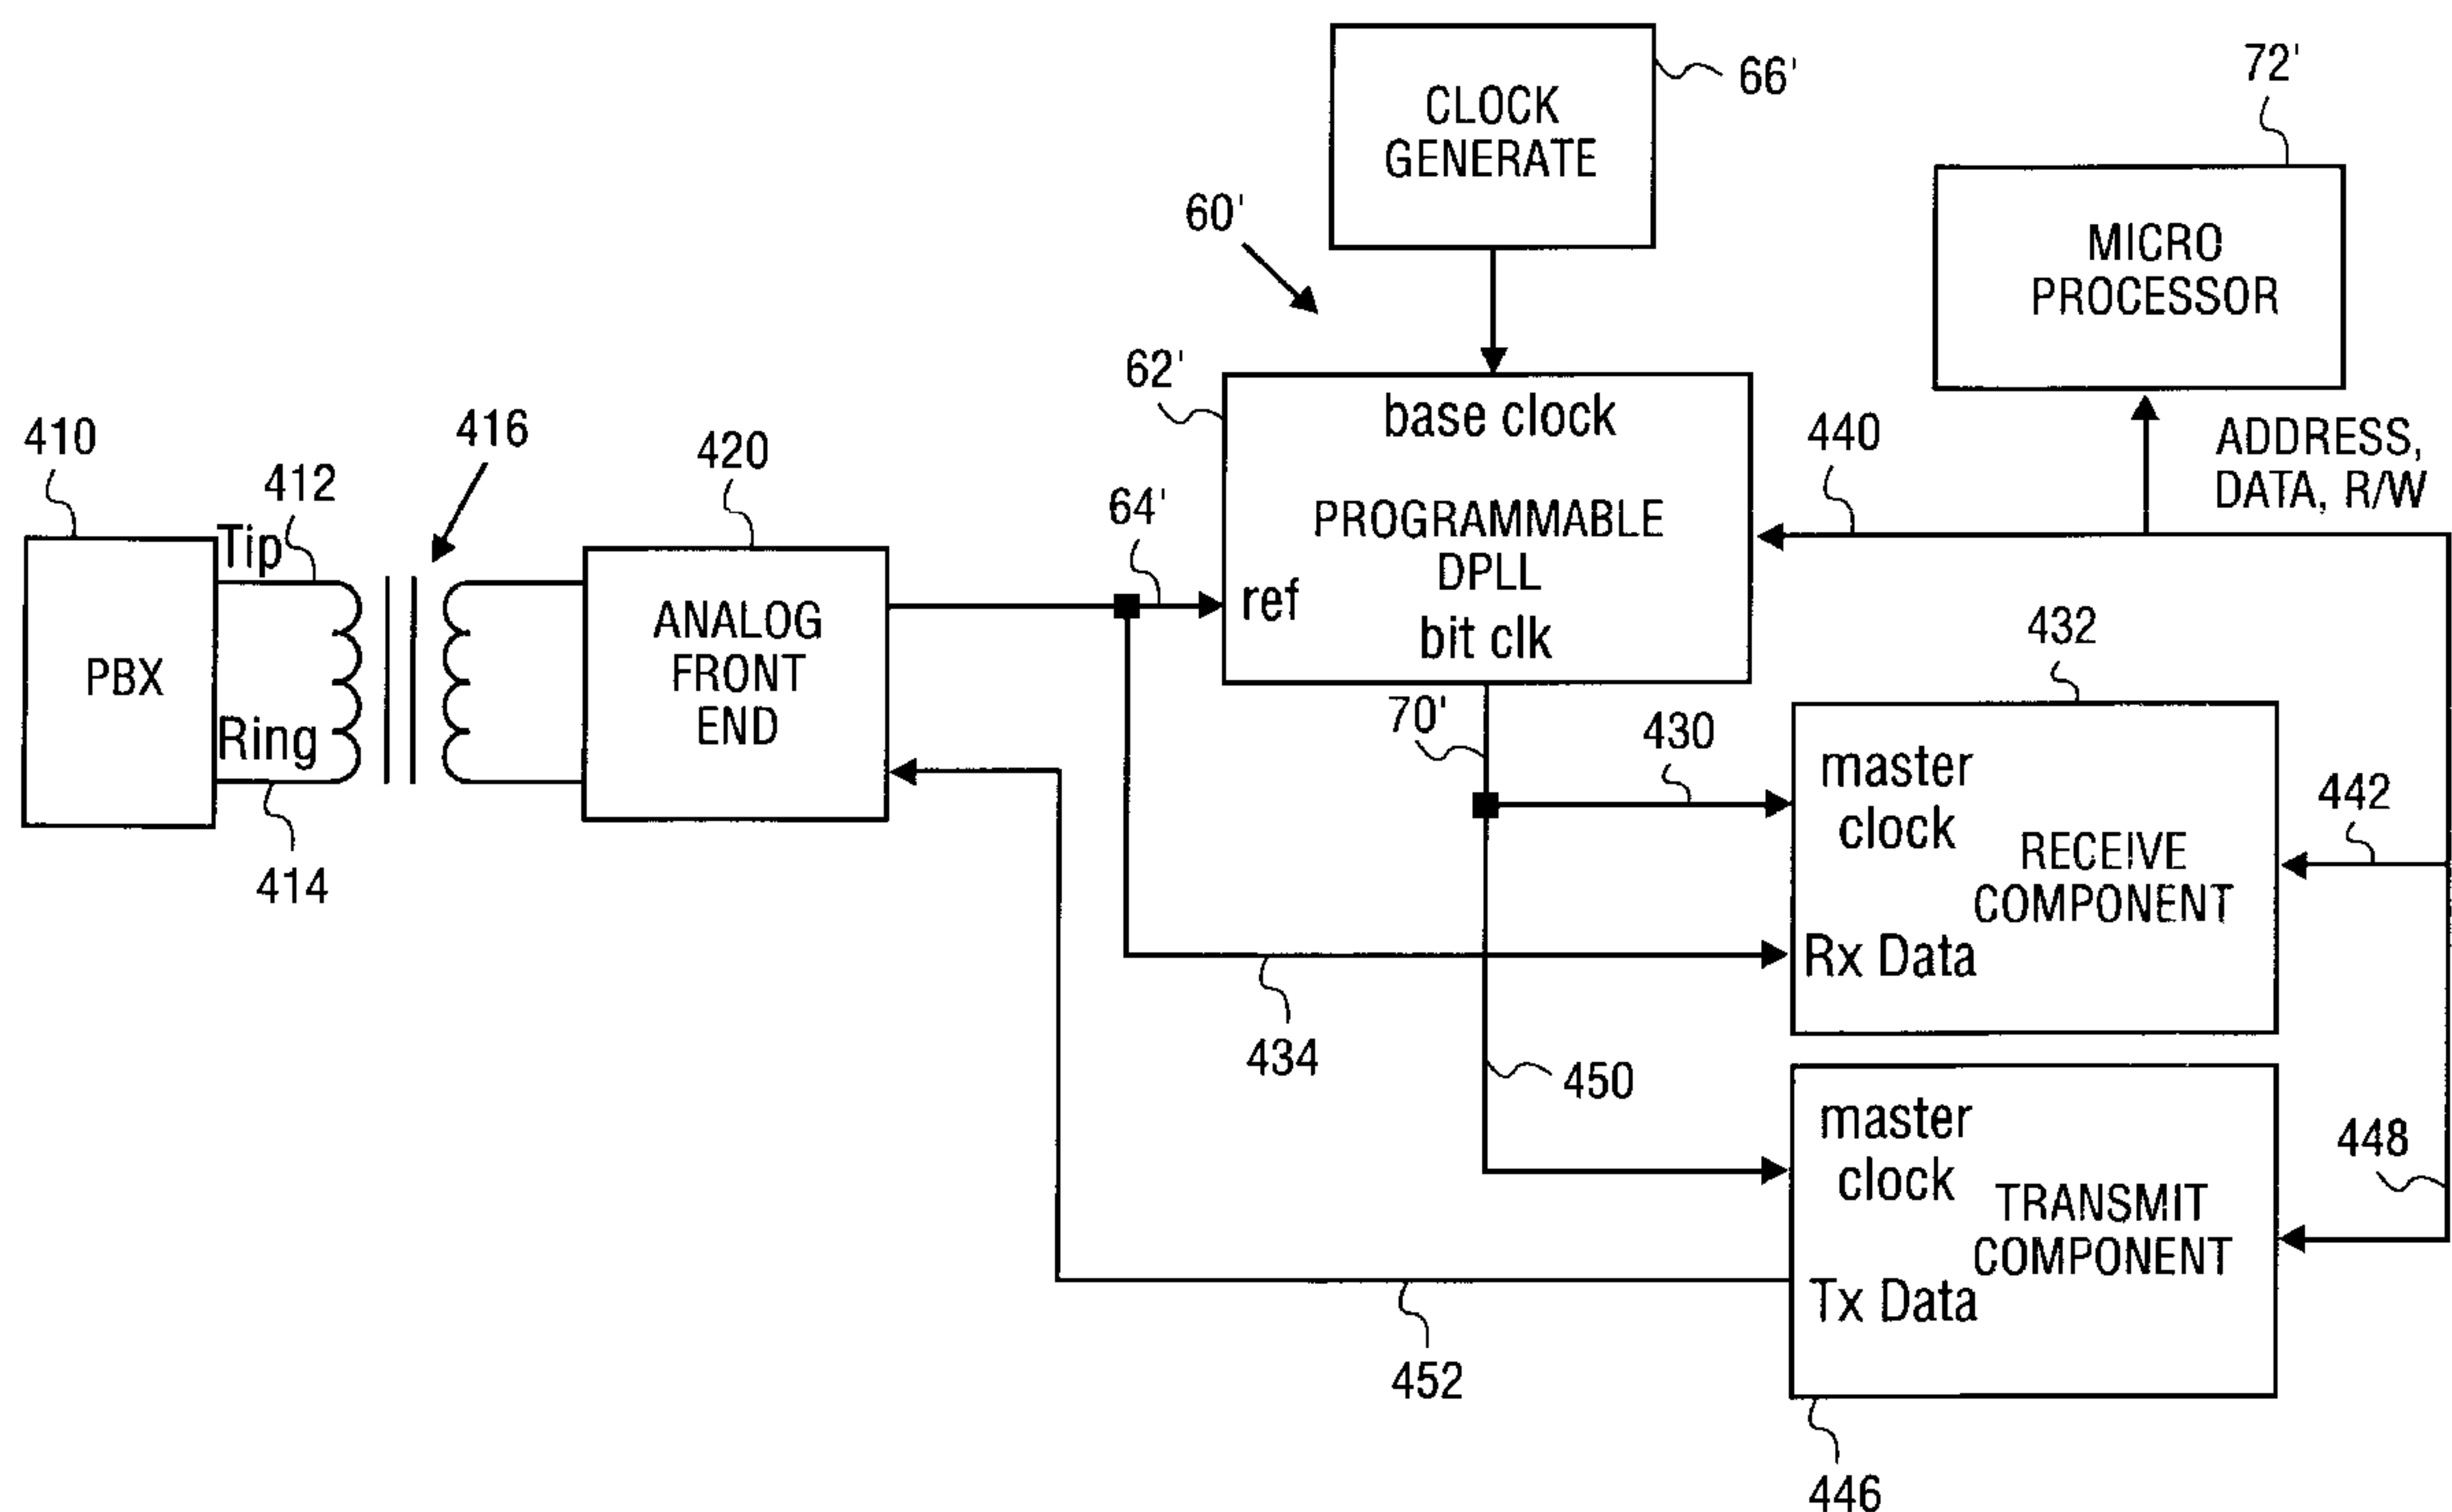 CLOCK
GENERATE
66'
72'
MICRO
PROCESSOR
60'
62'
base clock
440
ADDRESS,
DATA, R/W
410
412
416
420
64'
PROGRAMMABLE
DPLL
ref
bit clk
Tip
PBX
Ring
414
ANALOG
FRONT
END
70'
430
432
master
clock
RECEIVE
COMPONENT
Rx Data
442
434
450
master
clock
TRANSMIT
COMPONENT
Tx Data
448
452
446